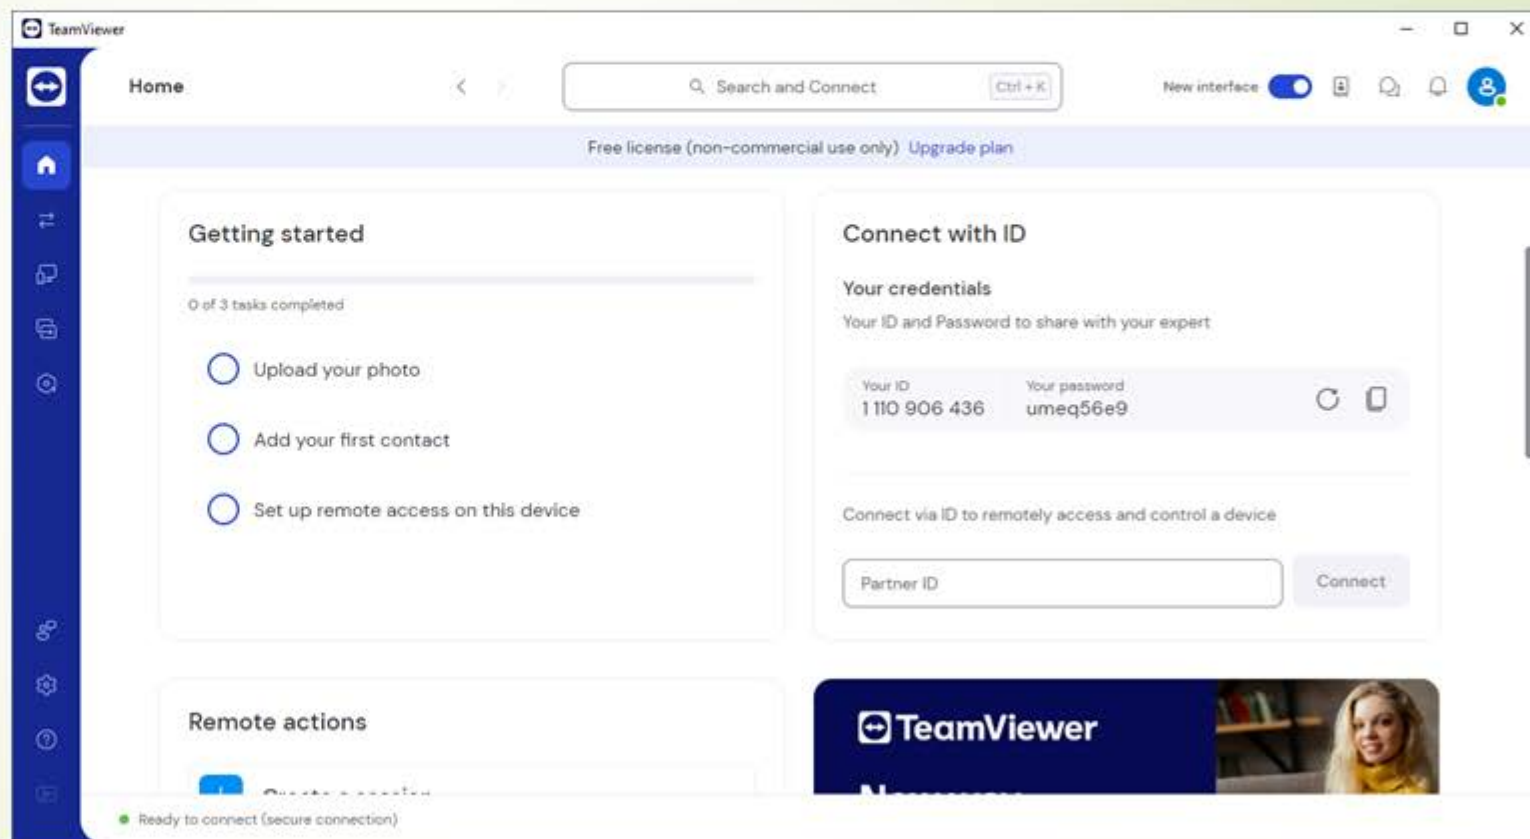 TeamViewer
Home
Search and Connect
Ctrl + K
New interface
Free license (non-commercial use only) Upgrade plan
Getting started
0 of 3 tasks completed
Upload your photo
Add your first contact
Set up remote access on this device
Connect with ID
Your credentials
Your ID and Password to share with your expert
Your ID
1 110 906 436
Your password
umeq56e9
Connect via ID to remotely access and control a device
Partner ID
Connect
Remote actions
Create a session
TeamViewer
Ready to connect (secure connection)